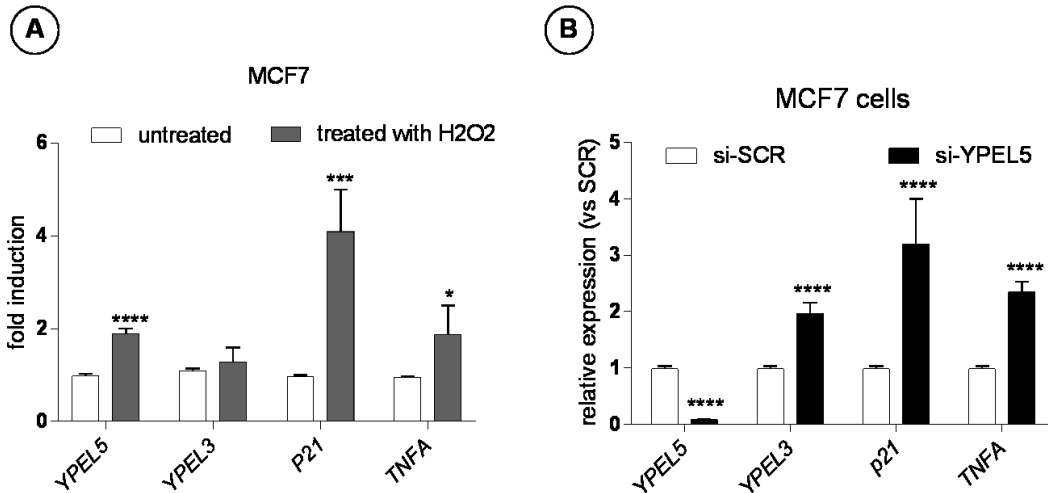 A
MCF7
untreated
treated with H2O2
6
4
2
0
fold induction
****
***
*
YPEL5
YPEL3
P21
TNFA
B
MCF7 cells
si-SCR
si-YPEL5
5
4
3
2
1
0
relative expression (vs SCR)
****
****
****
****
YPEL5
YPEL3
p21
TNFA